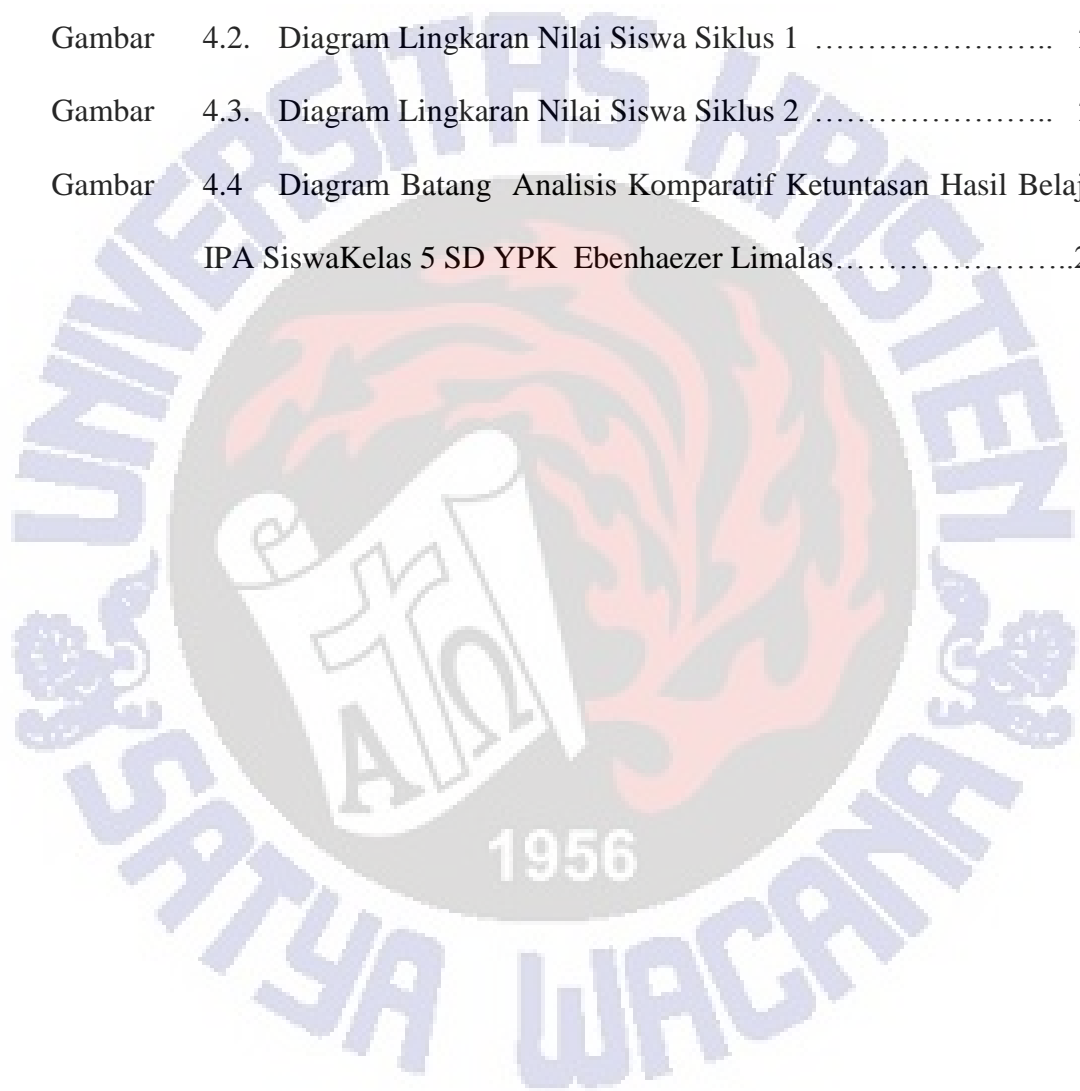 Gambar 4.2. Diagram Lingkaran Nilai Siswa Siklus 1 …………………..
Gambar 4.3. Diagram Lingkaran Nilai Siswa Siklus 2 …………………..
Gambar 4.4 Diagram Batang Analisis Komparatif Ketuntasan Hasil
IPA SiswaKelas 5 SD YPK Ebenhaezer Limalas…………………..
UNIVERSITAS KRISTEN
SATYA WACANA
Α Ω
1956